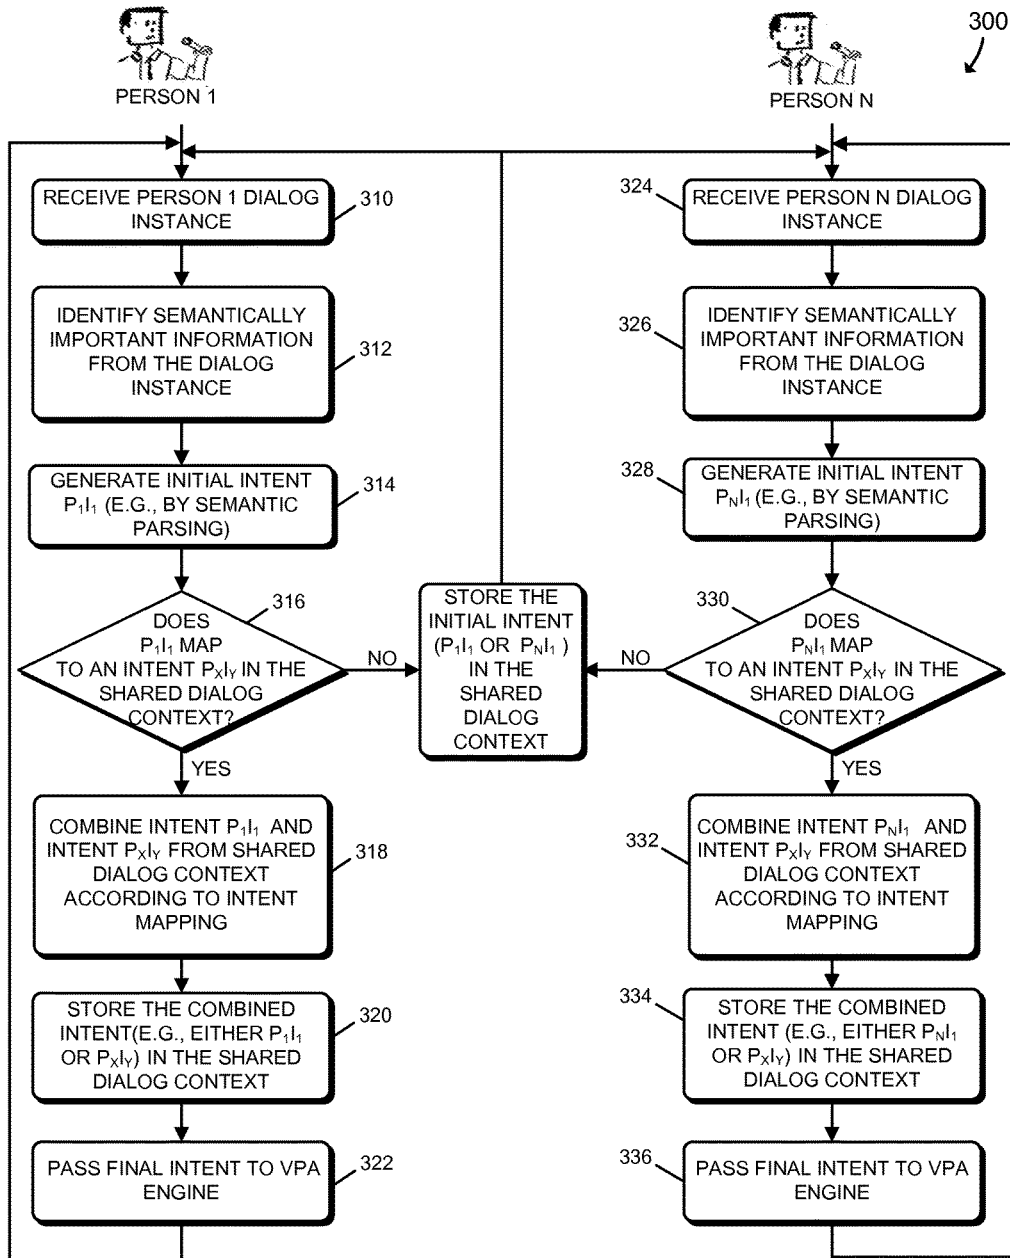 300
PERSON 1
RECEIVE PERSON 1 DIALOG
INSTANCE
310
IDENTIFY SEMANTICALLY
IMPORTANT INFORMATION
FROM THE DIALOG
INSTANCE
312
GENERATE INITIAL INTENT
P₁I₁ (E.G., BY SEMANTIC
PARSING)
314
DOES
P₁I₁ MAP
TO AN INTENT PₓIᵧ IN THE
SHARED DIALOG
CONTEXT?
316
NO
YES
COMBINE INTENT P₁I₁ AND
INTENT PₓIᵧ FROM SHARED
DIALOG CONTEXT
ACCORDING TO INTENT
MAPPING
318
STORE THE COMBINED
INTENT(E.G., EITHER P₁I₁
OR PₓIᵧ) IN THE SHARED
DIALOG CONTEXT
320
PASS FINAL INTENT TO VPA
ENGINE
322
STORE THE
INITIAL INTENT
(P₁I₁ OR PNI₁ )
IN THE
SHARED
DIALOG
CONTEXT
PERSON N
324
RECEIVE PERSON N DIALOG
INSTANCE
326
IDENTIFY SEMANTICALLY
IMPORTANT INFORMATION
FROM THE DIALOG
INSTANCE
328
GENERATE INITIAL INTENT
PNI₁ (E.G., BY SEMANTIC
PARSING)
330
DOES
PNI₁ MAP
TO AN INTENT PₓIᵧ IN THE
SHARED DIALOG
CONTEXT?
NO
YES
332
COMBINE INTENT PNI₁ AND
INTENT PₓIᵧ FROM SHARED
DIALOG CONTEXT
ACCORDING TO INTENT
MAPPING
334
STORE THE COMBINED
INTENT (E.G., EITHER PNI₁
OR PₓIᵧ) IN THE SHARED
DIALOG CONTEXT
336
PASS FINAL INTENT TO VPA
ENGINE